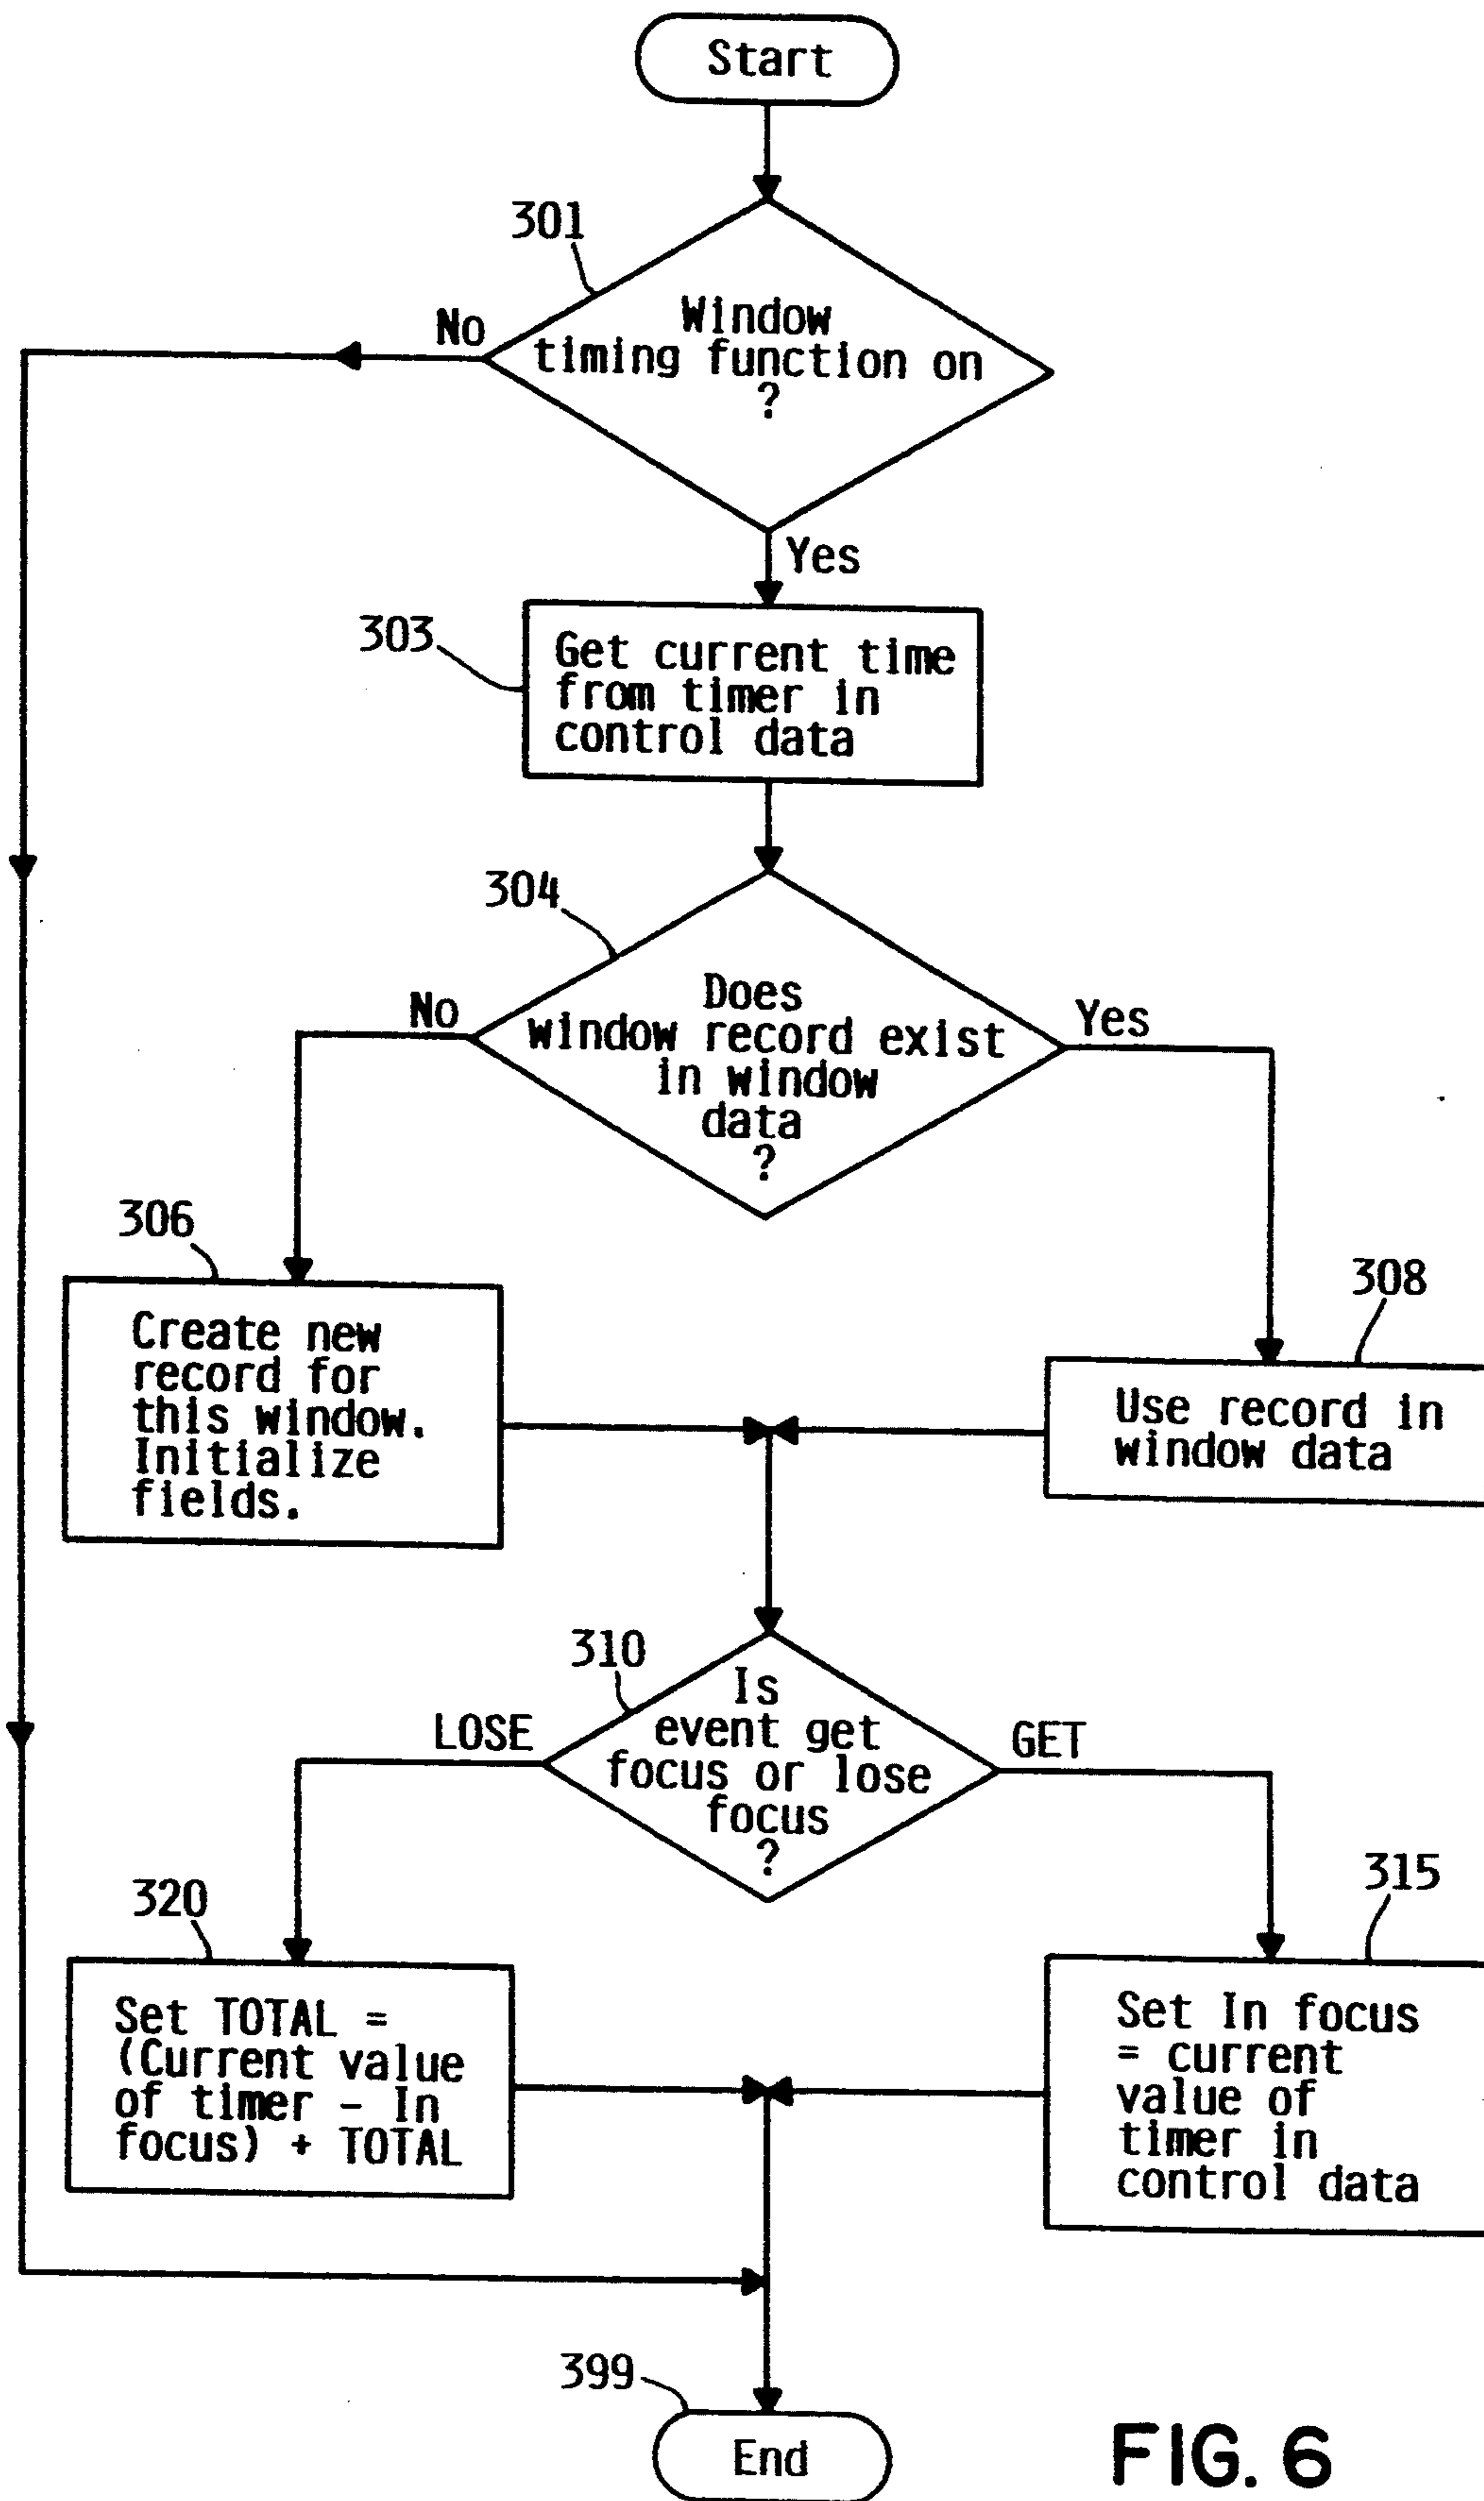 Start
301
No
Window
timing function on
?
Yes
303
Get current time
from timer in
control data
304
No
Does
window record exist
in window
data
?
Yes
306
Create new
record for
this window.
Initialize
fields.
308
Use record in
window data
310
LOSE
Is
event get
focus or lose
focus
?
GET
320
Set TOTAL =
(Current value
of timer - In
focus) + TOTAL
315
Set In focus
= current
value of
timer in
control data
399
End
FIG. 6